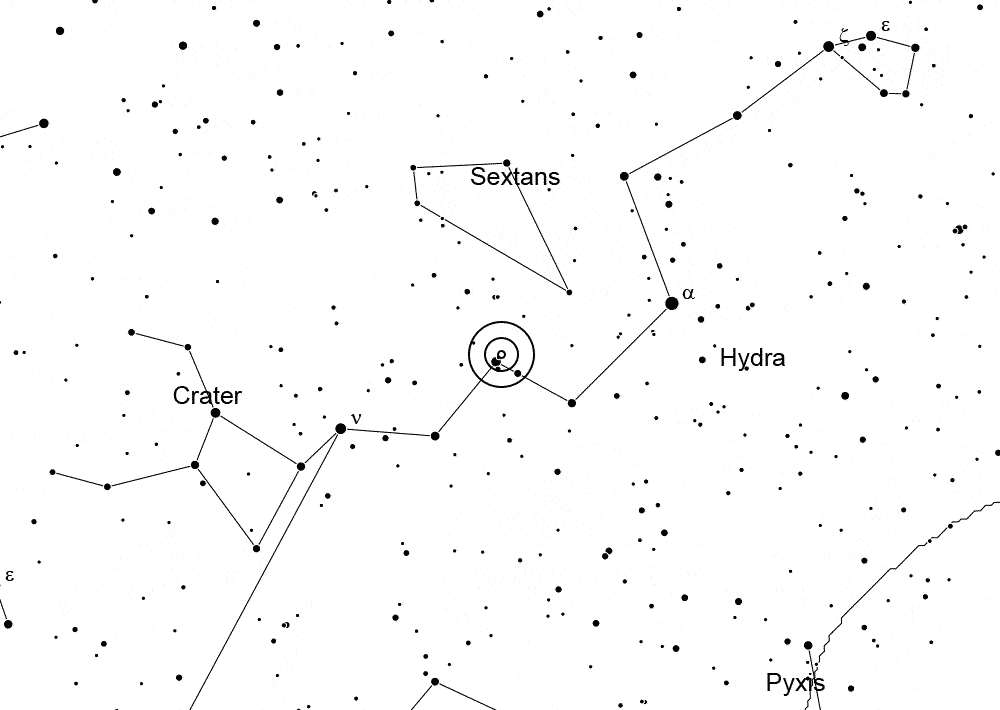 ζ ε
Sextans
α
Hydra
Crater
ν
ε
Pyxis